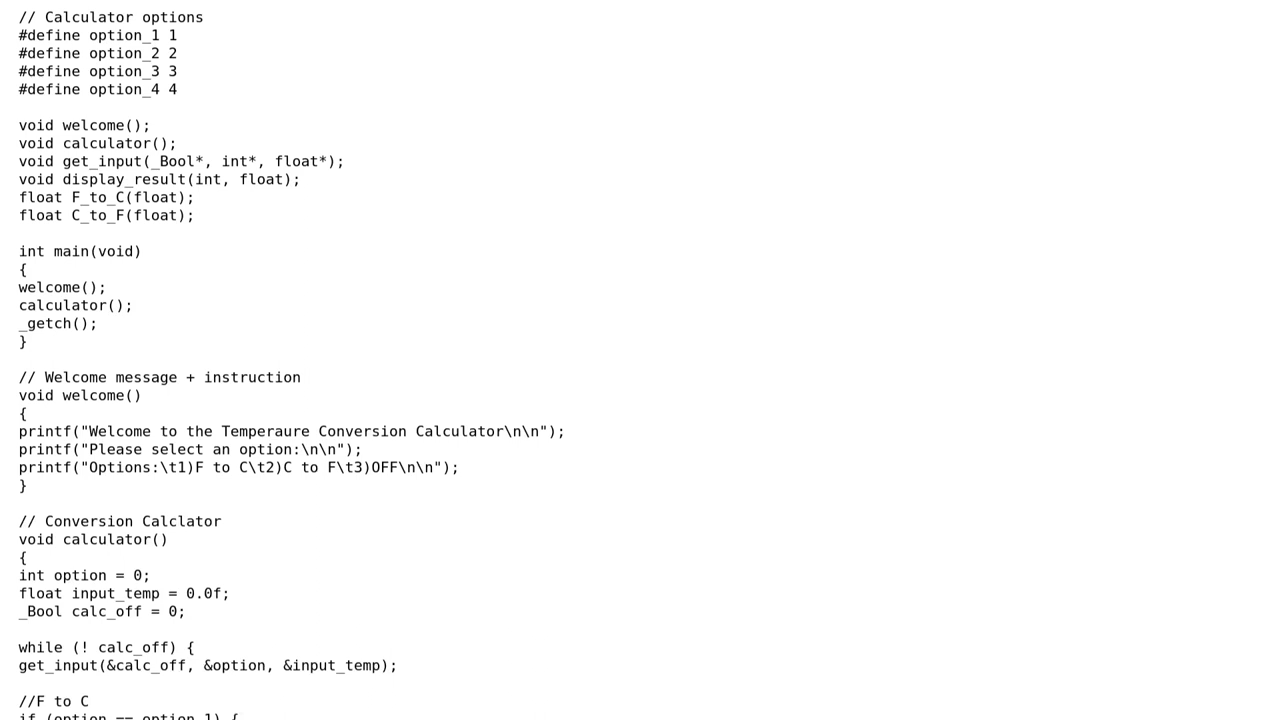 // Calculator options
#define option_1 1
#define option_2 2
#define option_3 3
#define option_4 4
void welcome();
void calculator();
void get_input(_Bool*, int*, float*);
void display_result(int, float);
float F_to_C(float);
float C_to_F(float);
int main(void)
{
welcome();
calculator();
_getch();
}
// Welcome message + instruction
void welcome()
{
printf("Welcome to the Temperaure Conversion Calculator\n\n");
printf("Please select an option:\n\n");
printf("Options:\t1)F to C\t2)C to F\t3)OFF\n\n");
}
// Conversion Calclator
void calculator()
{
int option = 0;
float input_temp = 0.0f;
_Bool calc_off = 0;
while (! calc_off) {
get_input(&calc_off, &option, &input_temp);
//F to C
if (option == option_1) {